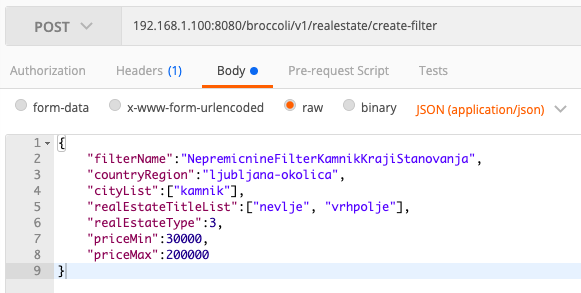 POST 192.168.1.100:8080/broccoli/v1/realestate/create-filter
Authorization Headers (1) Body Pre-request Script Tests
form-data x-www-form-urlencoded raw binary JSON (application/json)
1 {
2 "filterName":"NepremicnineFilterKamnikKrajiStanovanja",
3 "countryRegion":"ljubljana-okolica",
4 "cityList":["kamnik"],
5 "realEstateTitleList":["nevlje", "vrhpolje"],
6 "realEstateType":3,
7 "priceMin":30000,
8 "priceMax":200000
9 }